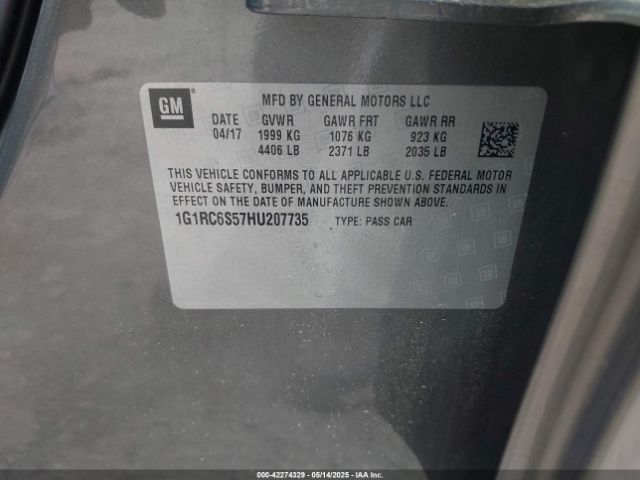 GM
MFD BY GENERAL MOTORS LLC
DATE GVWR GAWR FRT GAWR RR
04/17 1999 KG 1076 KG 923 KG
4406 LB 2371 LB 2035 LB
THIS VEHICLE CONFORMS TO ALL APPLICABLE U.S. FEDERAL MOTOR
VEHICLE SAFETY, BUMPER, AND THEFT PREVENTION STANDARDS IN
EFFECT ON THE DATE OF MANUFACTURE SHOWN ABOVE.
1G1RC6S57HU207735 TYPE: PASS CAR
00-42274329 | 05/14/2025 | IAAI.COM